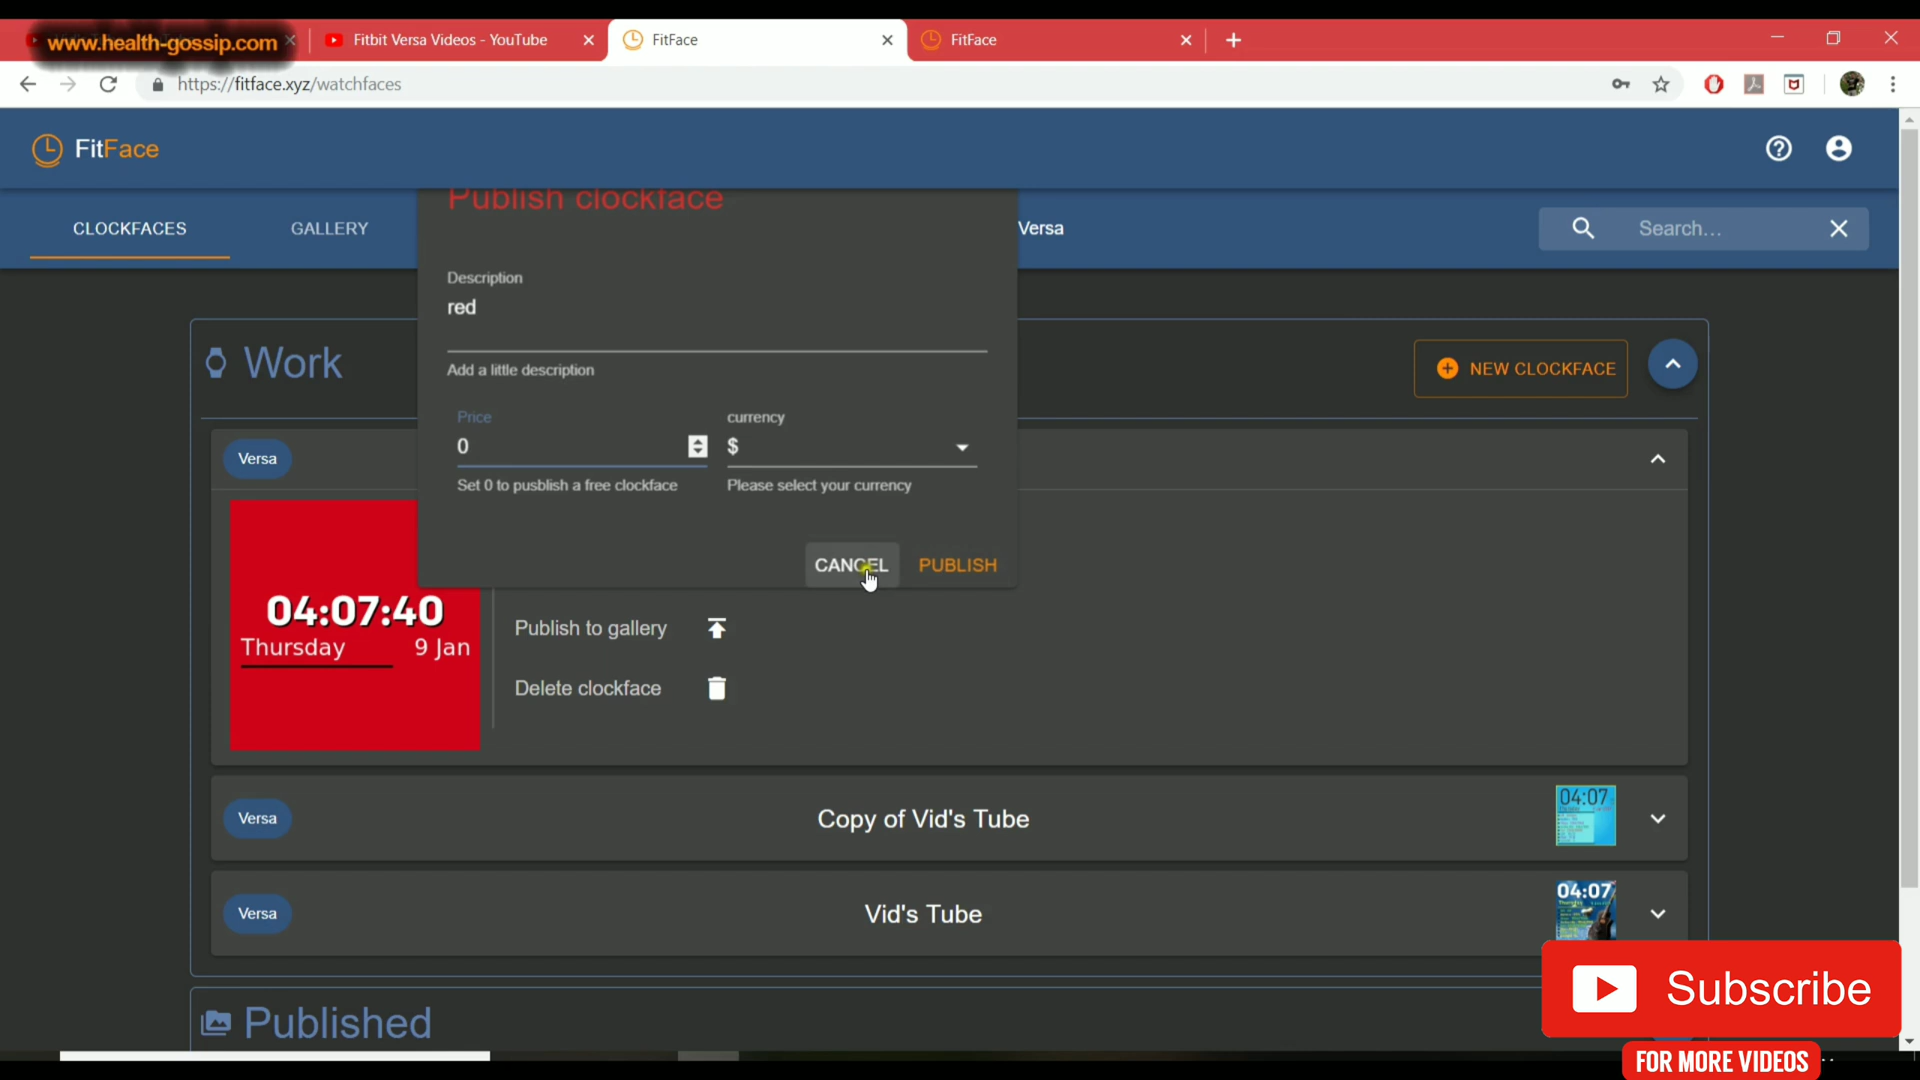 www.health-gossip.com
Fitbit Versa Videos - YouTube
FitFace
FitFace
https://fitface.xyz/watchfaces
FitFace
CLOCKFACES
GALLERY
Versa
Search...
Publish clockface
Description
red
Add a little description
Price
0
Set 0 to pusblish a free clockface
currency
$
Please select your currency
CANCEL
PUBLISH
Work
NEW CLOCKFACE
Versa
04:07:40
Thursday 9 Jan
Publish to gallery
Delete clockface
Versa
Copy of Vid's Tube
04:07
Versa
Vid's Tube
04:07
Published
Subscribe
FOR MORE VIDEOS